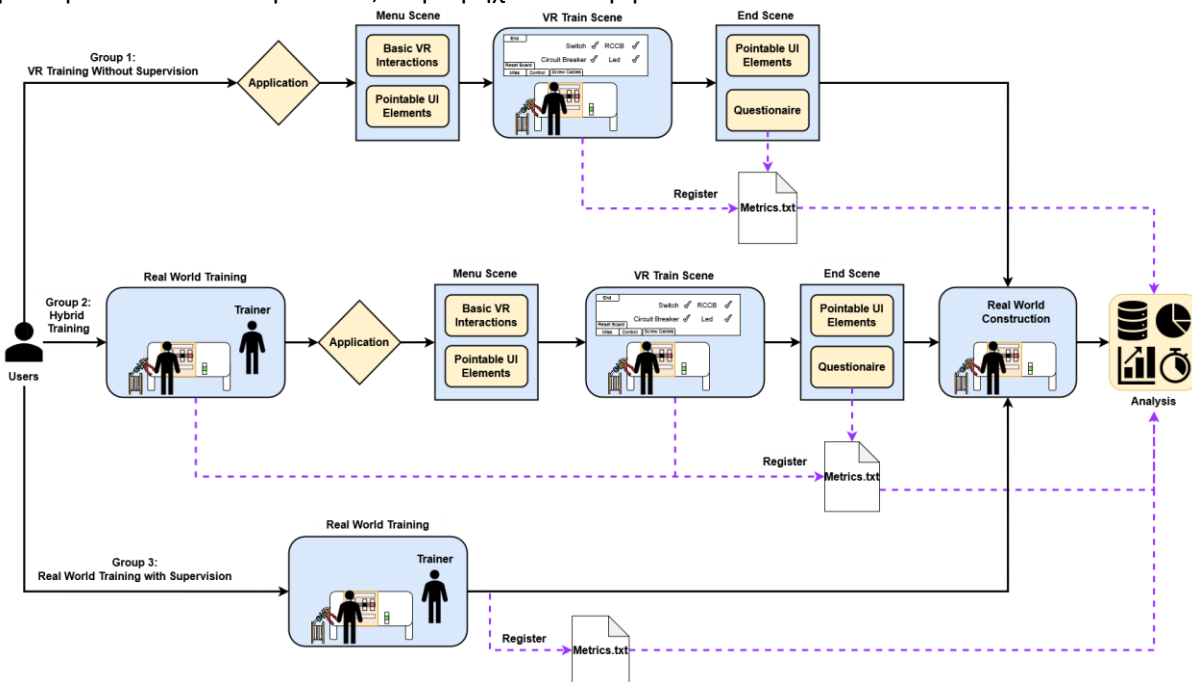 Menu Scene
VR Train Scene
End Scene
Group 1:
VR Training Without Supervision
Application
Basic VR
Interactions
Pointable UI
Elements
End
Switch
RCCB
Circuit Breaker
Led
Reset Board
Misc
Control
Screw Cables
Pointable UI
Elements
Questionaire
Register
Metrics.txt
Real World Training
Menu Scene
VR Train Scene
End Scene
Group 2:
Hybrid
Training
Users
Trainer
Application
Basic VR
Interactions
Pointable UI
Elements
End
Switch
RCCB
Circuit Breaker
Led
Reset Board
Misc
Control
Screw Cables
Pointable UI
Elements
Questionaire
Real World
Construction
Analysis
Register
Metrics.txt
Real World Training
Group 3:
Real World Training with Supervision
Trainer
Register
Metrics.txt